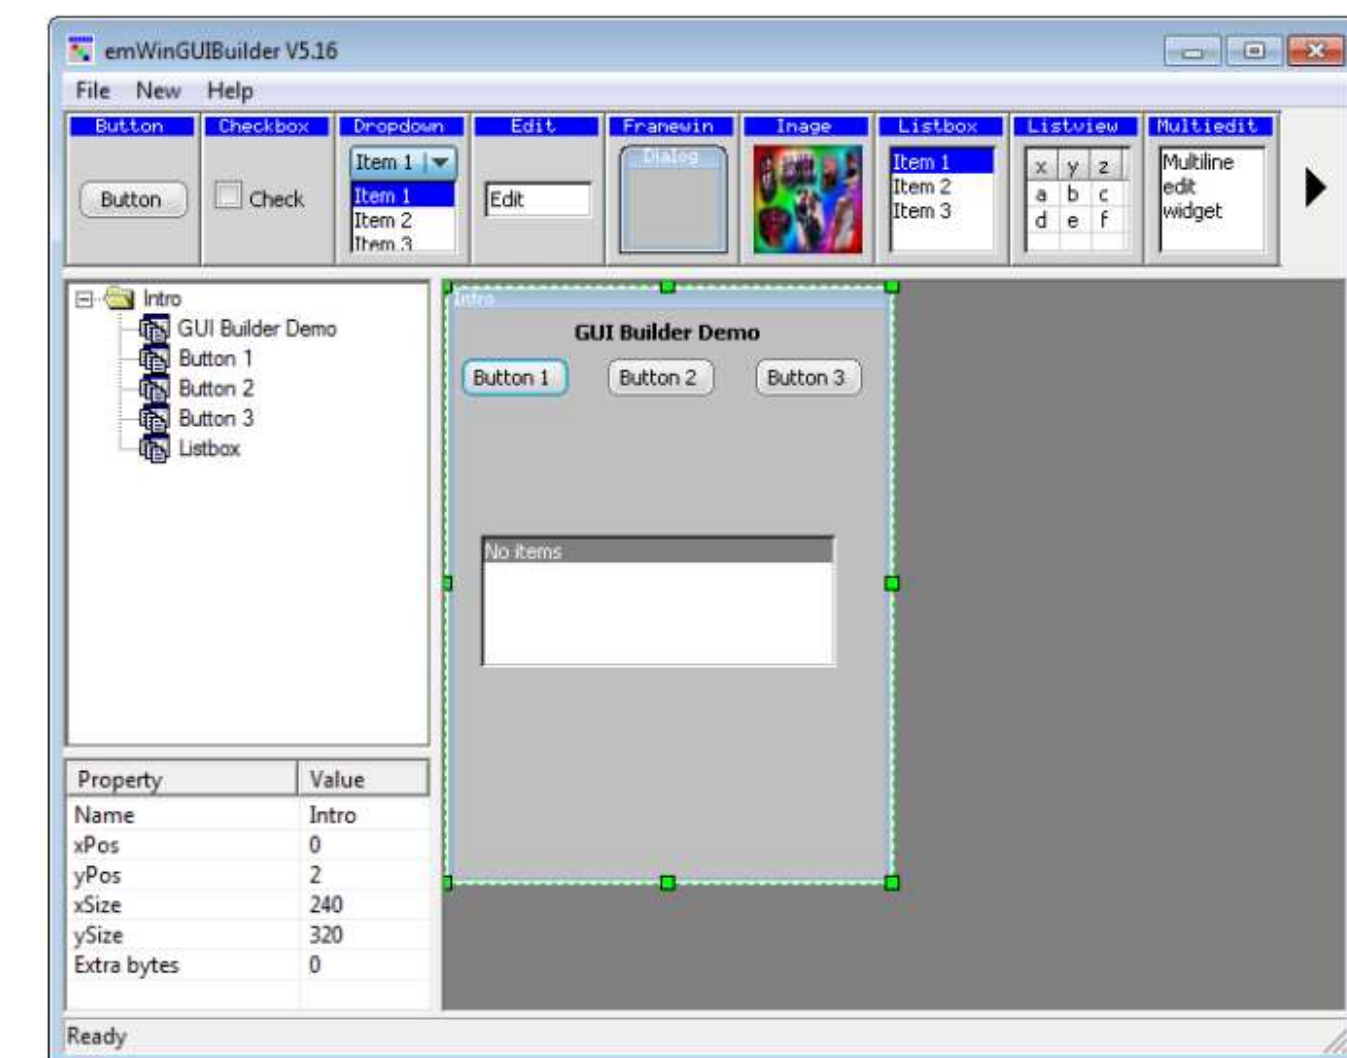 emWinGUIBuilder V5.16
File New Help
Button Checkbox Dropdown Edit Framewin Image Listbox Listview Multiedit
Button
Check
Item 1
Item 1
Item 2
Item 3
Edit
Dialog
Item 1
Item 2
Item 3
x y z
a b c
d e f
Multiline
edit
widget
Intro
GUI Builder Demo
Button 1
Button 2
Button 3
Listbox
Intro
GUI Builder Demo
Button 1 Button 2 Button 3
No items
Property Value
Name Intro
xPos 0
yPos 2
xSize 240
ySize 320
Extra bytes 0
Ready